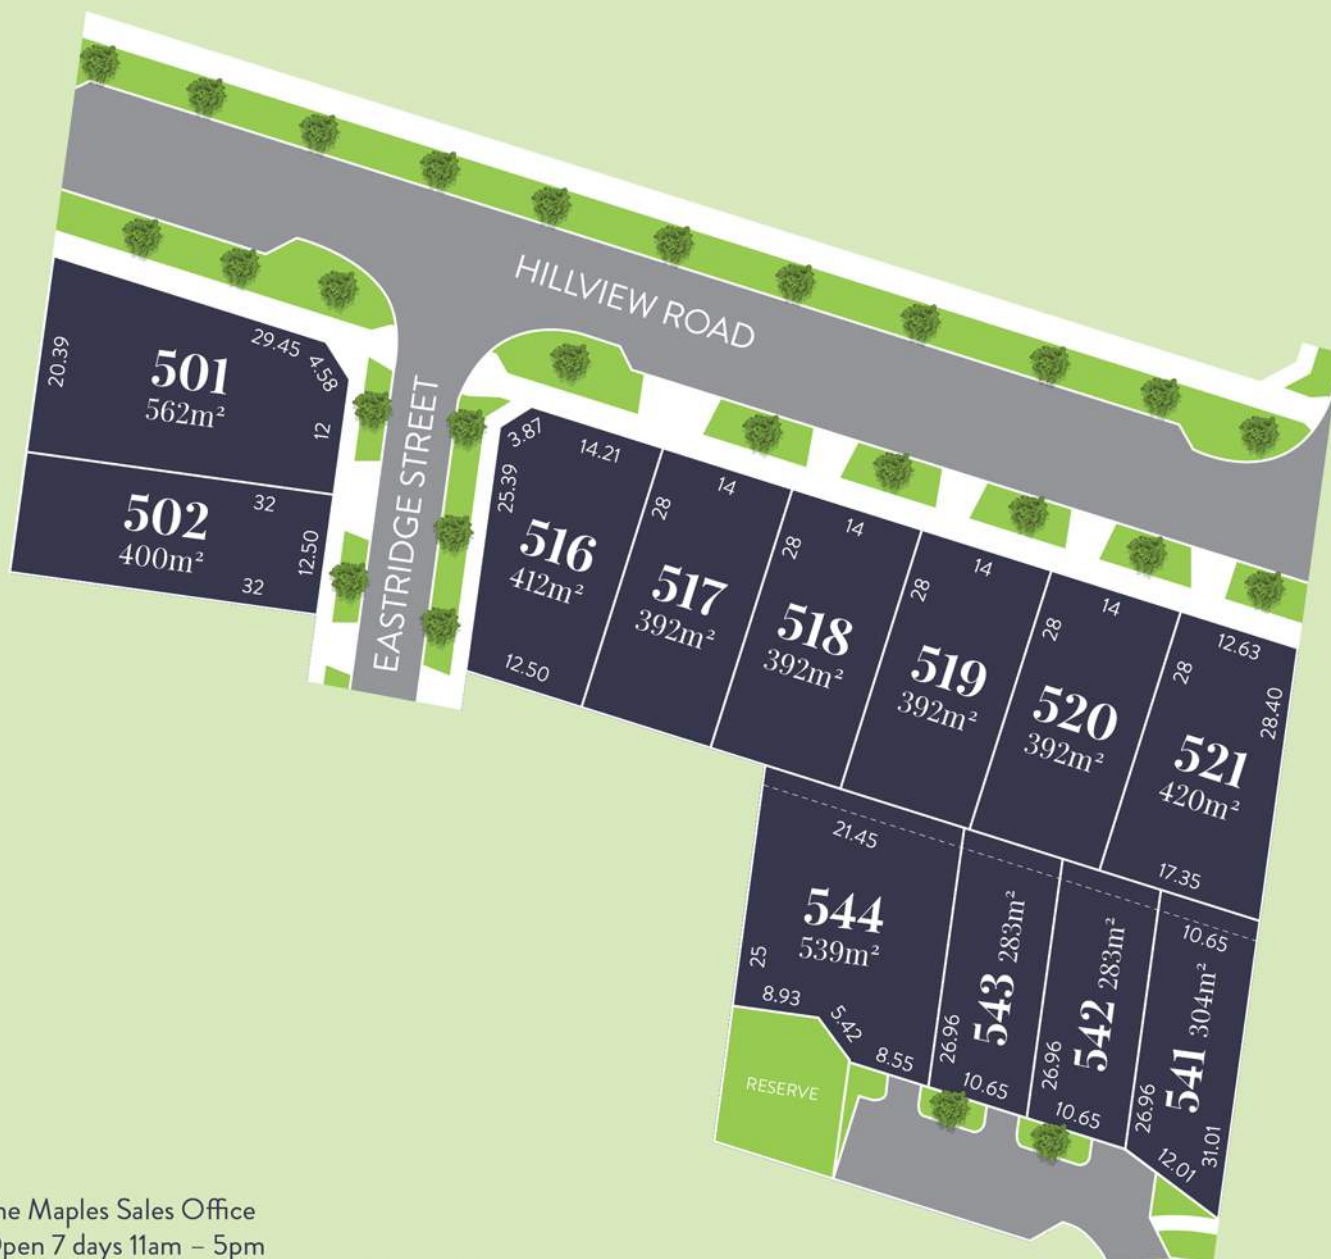 HILLVIEW ROAD
EASTRIDGE STREET
29.45
4.58
20.39
501
562m²
12
32
502
400m²
12.50
32
3.87
14.21
25.39
516
412m²
12.50
14
28
517
392m²
14
28
518
392m²
14
28
519
392m²
14
28
520
392m²
12.63
28
28.40
521
420m²
17.35
21.45
544
539m²
25
8.93
5.42
8.55
RESERVE
543 283m²
26.96
10.65
542 283m²
26.96
10.65
10.65
541 304m²
26.96
31.01
12.01
Maples Sales Office
7 days 11am – 5pm